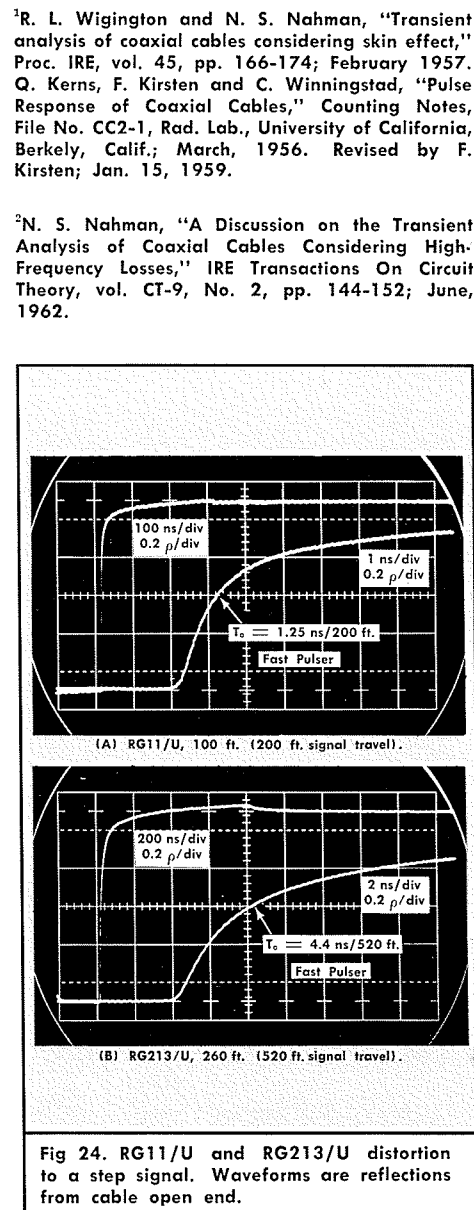 ¹R. L. Wigington and N. S. Nahman, "Transient
analysis of coaxial cables considering skin effect,"
Proc. IRE, vol. 45, pp. 166-174; February 1957.
Q. Kerns, F. Kirsten and C. Winningstad, "Pulse
Response of Coaxial Cables," Counting Notes,
File No. CC2-1, Rad. Lab., University of California,
Berkely, Calif.; March, 1956. Revised by F.
Kirsten; Jan. 15, 1959.
²N. S. Nahman, "A Discussion on the Transient
Analysis of Coaxial Cables Considering High-
Frequency Losses," IRE Transactions On Circuit
Theory, vol. CT-9, No. 2, pp. 144-152; June,
1962.
100 ns/div
0.2 ρ/div
1 ns/div
0.2 ρ/div
T₀ = 1.25 ns/200 ft.
Fast Pulser
(A) RG11/U, 100 ft. (200 ft. signal travel).
200 ns/div
0.2 ρ/div
2 ns/div
0.2 ρ/div
T₀ = 4.4 ns/520 ft.
Fast Pulser
(B) RG213/U, 260 ft. (520 ft. signal travel).
Fig 24. RG11/U and RG213/U distortion
to a step signal. Waveforms are reflections
from cable open end.